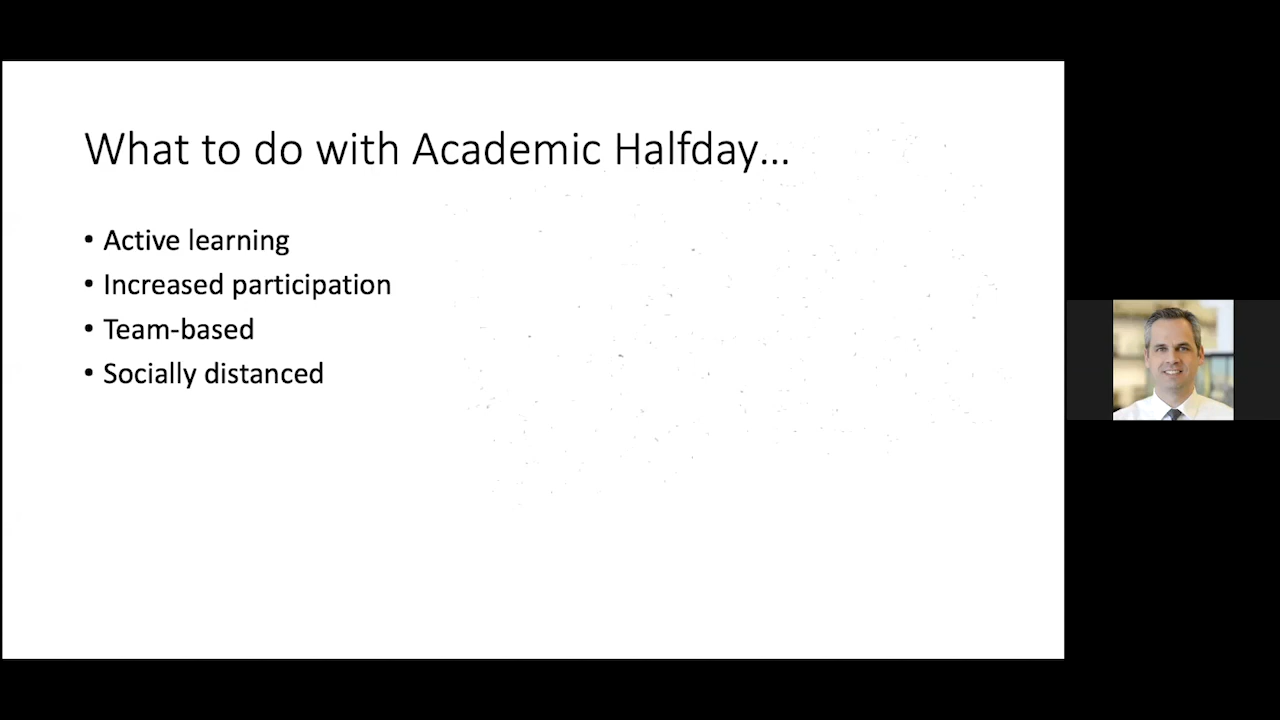 What to do with Academic Halfday...
• Active learning
• Increased participation
• Team-based
• Socially distanced